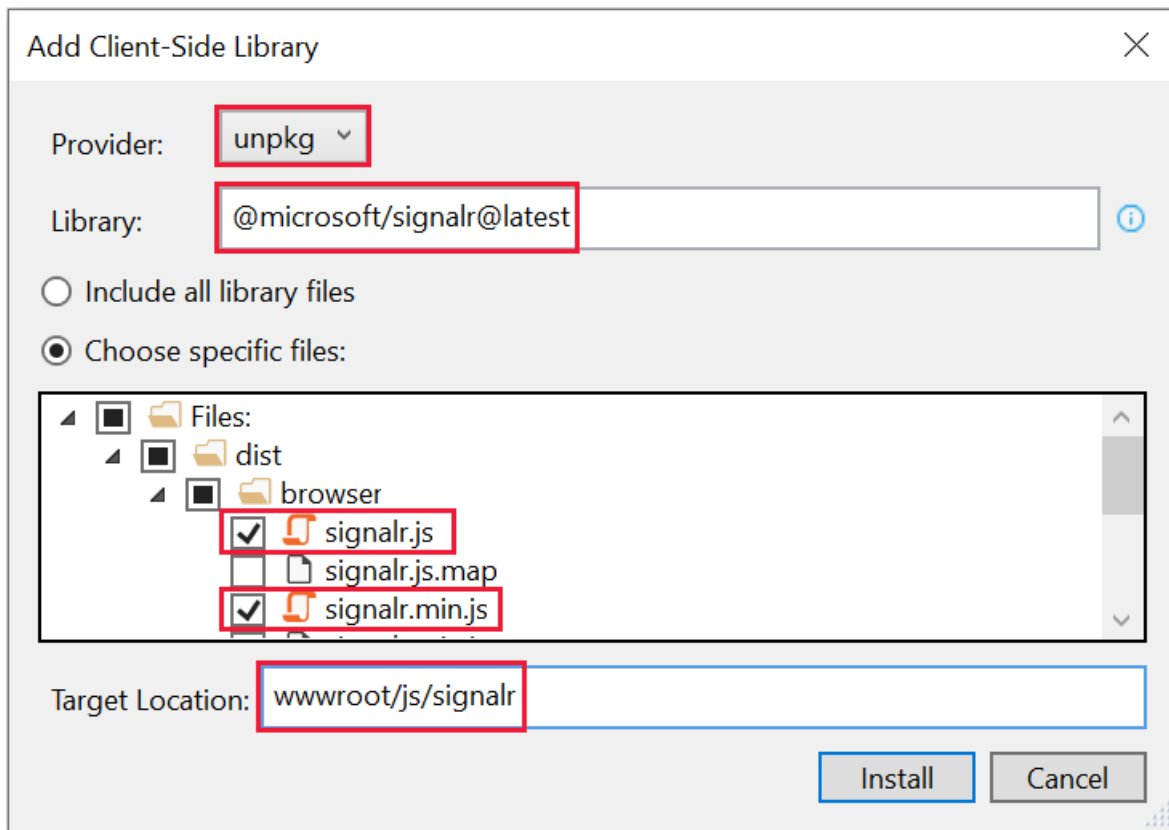 Add Client-Side Library
Provider: unpkg
Library: @microsoft/signalr@latest
Include all library files
Choose specific files:
Files:
dist
browser
signalr.js
signalr.js.map
signalr.min.js
Target Location: wwwroot/js/signalr
Install Cancel